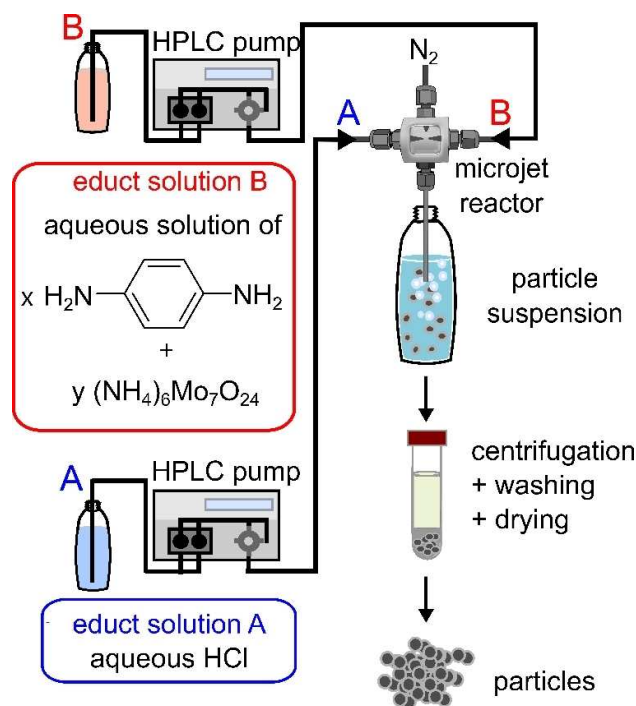 B
HPLC pump
N2
A
B
microjet
reactor
educt solution B
aqueous solution of
x H2N NH2
+
y (NH4)6Mo7O24
particle
suspension
A
HPLC pump
centrifugation
+ washing
+ drying
educt solution A
aqueous HCl
particles